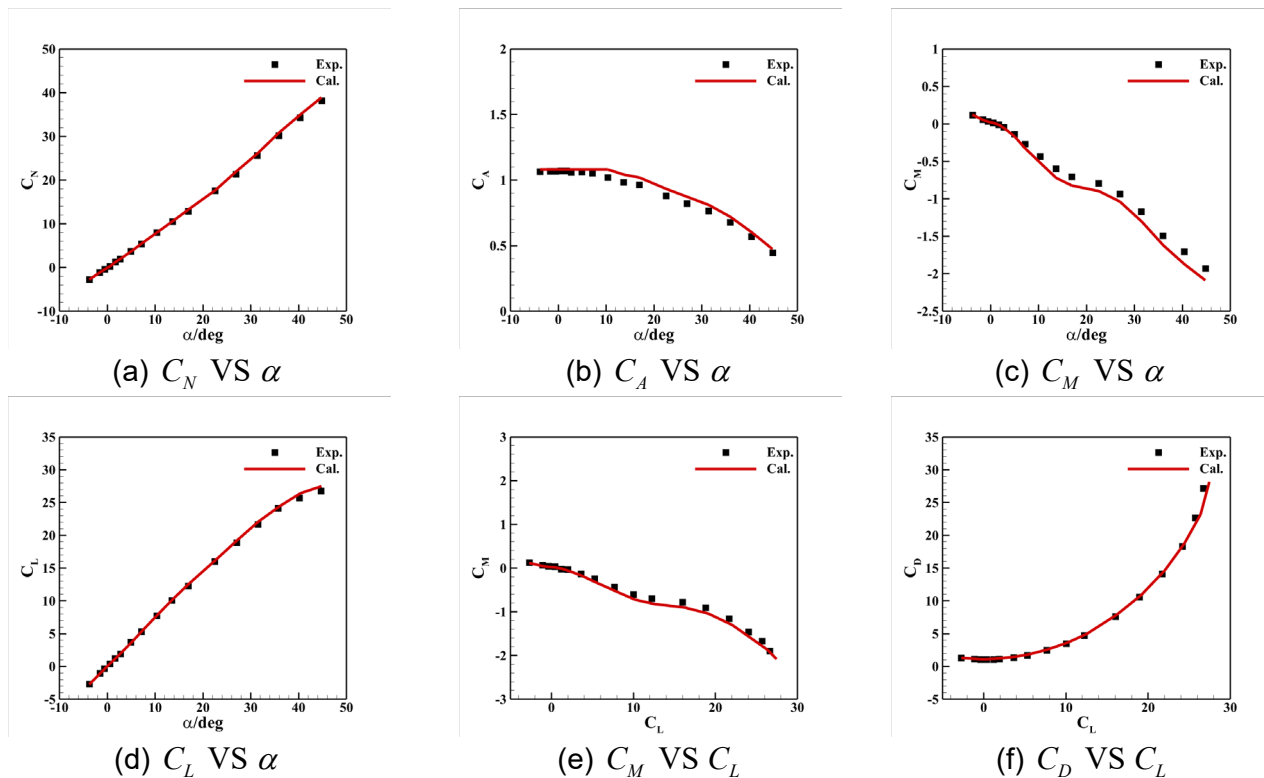 50
40
30
20
10
0
-10
-10 0 10 20 30 40 50
C_N
α/deg
Exp.
Cal.
(a) C_N VS α
2
1.5
1
0.5
0
-10 0 10 20 30 40 50
C_A
α/deg
Exp.
Cal.
(b) C_A VS α
1
0.5
0
-0.5
-1
-1.5
-2
-2.5
-10 0 10 20 30 40 50
C_M
α/deg
Exp.
Cal.
(c) C_M VS α
35
30
25
20
15
10
5
0
-5
-10 0 10 20 30 40 50
C_L
α/deg
Exp.
Cal.
(d) C_L VS α
3
2
1
0
-1
-2
-3
0 10 20 30
C_M
C_L
Exp.
Cal.
(e) C_M VS C_L
35
30
25
20
15
10
5
0
-5
0 10 20 30
C_D
C_L
Exp.
Cal.
(f) C_D VS C_L